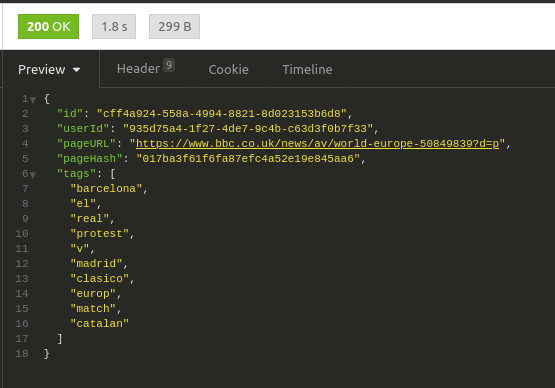 200 OK 1.8 s 299 B
Preview Header 9 Cookie Timeline
1 {
2 "id": "cff4a924-558a-4994-8821-8d023153b6d8",
3 "userId": "935d75a4-1f27-4de7-9c4b-c63d3f0b7f33",
4 "pageURL": "https://www.bbc.co.uk/news/av/world-europe-50849839?d=p",
5 "pageHash": "017ba3f61f6fa87efc4a52e19e845aa6",
6 "tags": [
7 "barcelona",
8 "el",
9 "real",
10 "protest",
11 "v",
12 "madrid",
13 "clasico",
14 "europ",
15 "match",
16 "catalan"
17 ]
18 }